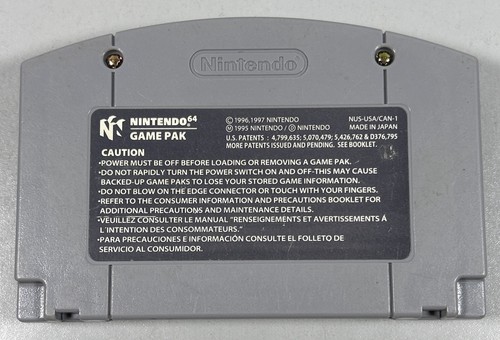 Nintendo
NINTENDO 64
GAME PAK
© 1996,1997 NINTENDO
Ⓜ 1995 NINTENDO / Ⓟ NINTENDO
NUS-USA/CAN-1
MADE IN JAPAN
U.S. PATENTS : 4,799,635; 5,070,479; 5,426,762 & D376,795
MORE PATENTS ISSUED AND PENDING. SEE BOOKLET.
CAUTION
•POWER MUST BE OFF BEFORE LOADING OR REMOVING A GAME PAK.
•DO NOT RAPIDLY TURN THE POWER SWITCH ON AND OFF-THIS MAY CAUSE
BACKED-UP GAME PAKS TO LOSE YOUR STORED GAME INFORMATION.
•DO NOT BLOW ON THE EDGE CONNECTOR OR TOUCH WITH YOUR FINGERS.
•REFER TO THE CONSUMER INFORMATION AND PRECAUTIONS BOOKLET FOR
ADDITIONAL PRECAUTIONS AND MAINTENANCE DETAILS.
•VEUILLEZ CONSULTER LE MANUEL "RENSEIGNEMENTS ET AVERTISSEMENTS Á
L'INTENTION DES CONSOMMATEURS."
•PARA PRECAUCIONES E INFORMACIÓN CONSULTE EL FOLLETO DE
SERVICIO AL CONSUMIDOR.